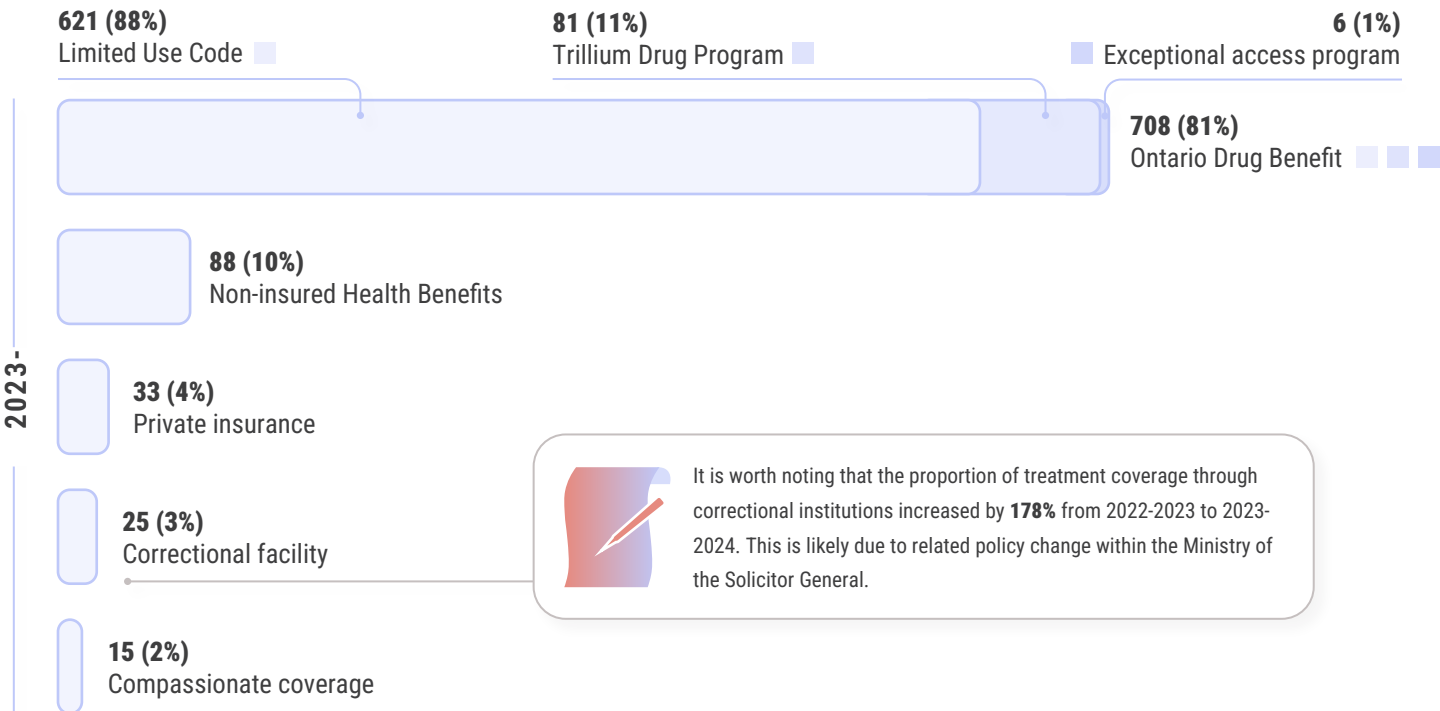 621 (88%)
Limited Use Code
81 (11%)
Trillium Drug Program
6 (1%)
Exceptional access program
708 (81%)
Ontario Drug Benefit
88 (10%)
Non-insured Health Benefits
2023-
33 (4%)
Private insurance
25 (3%)
Correctional facility
It is worth noting that the proportion of treatment coverage through
correctional institutions increased by 178% from 2022-2023 to 2023-
2024. This is likely due to related policy change within the Ministry of
the Solicitor General.
15 (2%)
Compassionate coverage